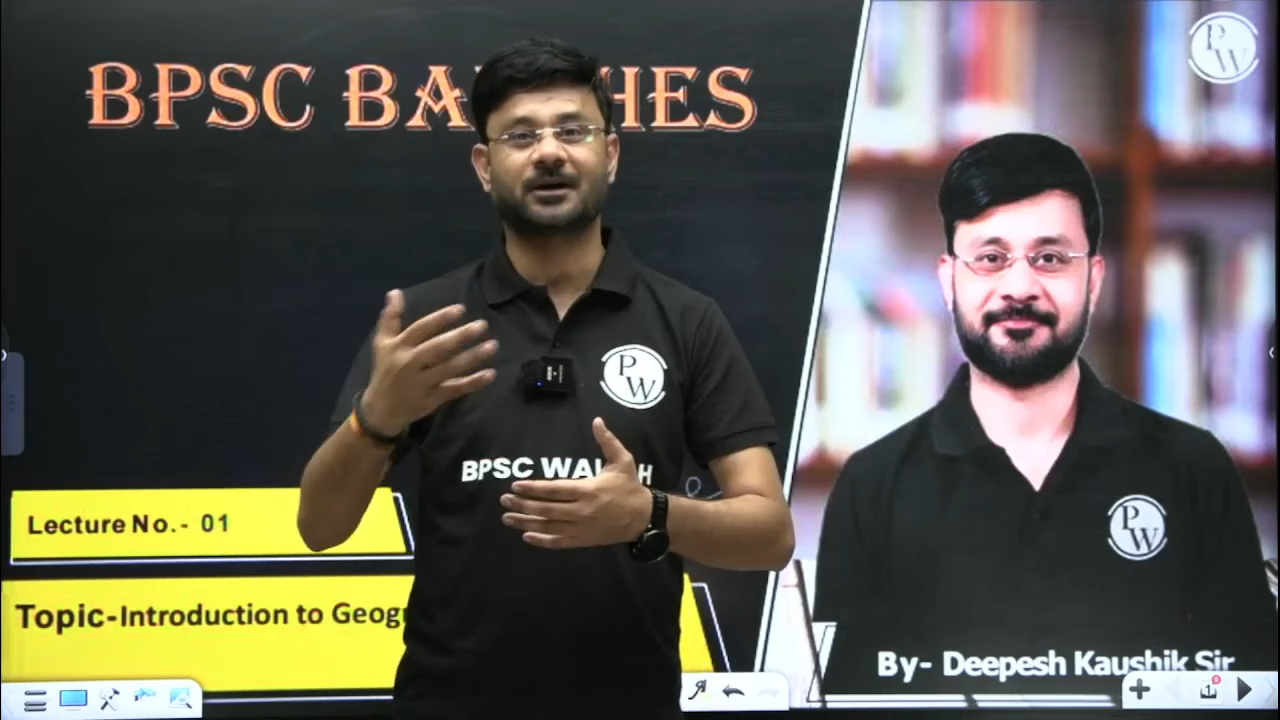 BPSC BA HES
PW
PW
BPSC WA H
Lecture No.- 01
Topic-Introduction to Geog
PW
By- Deepesh Kaushik Sir